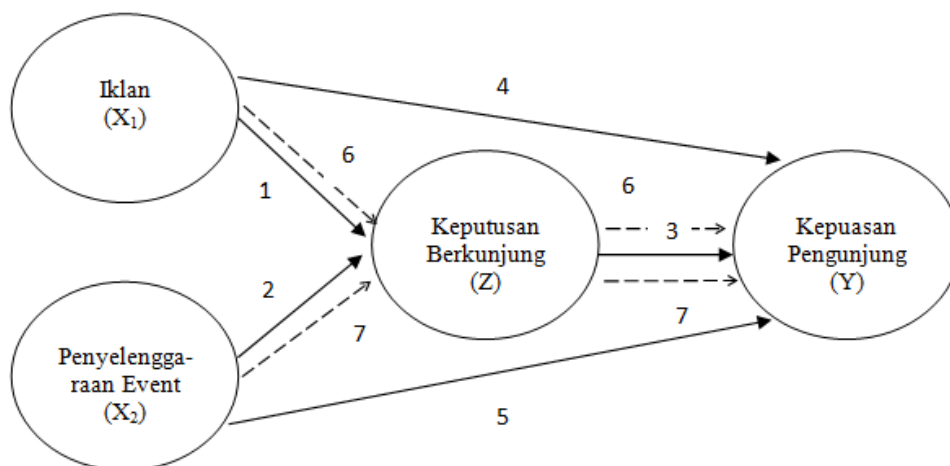 Iklan
(X₁)
4
6
1
6
Keputusan
Berkunjung
(Z)
3
Kepuasan
Pengunjung
(Y)
2
7
7
Penyelengga-
raan Event
(X₂)
5